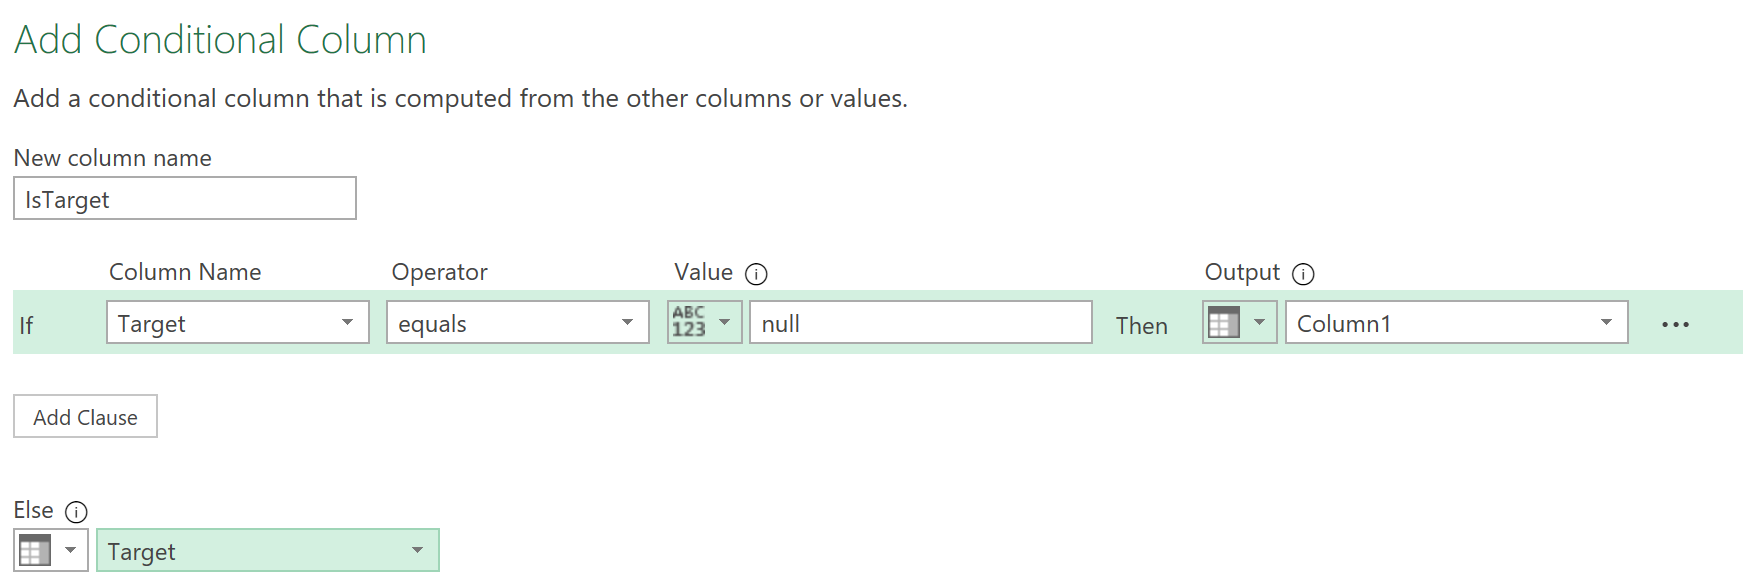 Add Conditional Column
Add a conditional column that is computed from the other columns or values.
New column name
IsTarget
Column Name Operator Value Output
If Target equals ABC 123 null Then Column1 ...
Add Clause
Else
Target